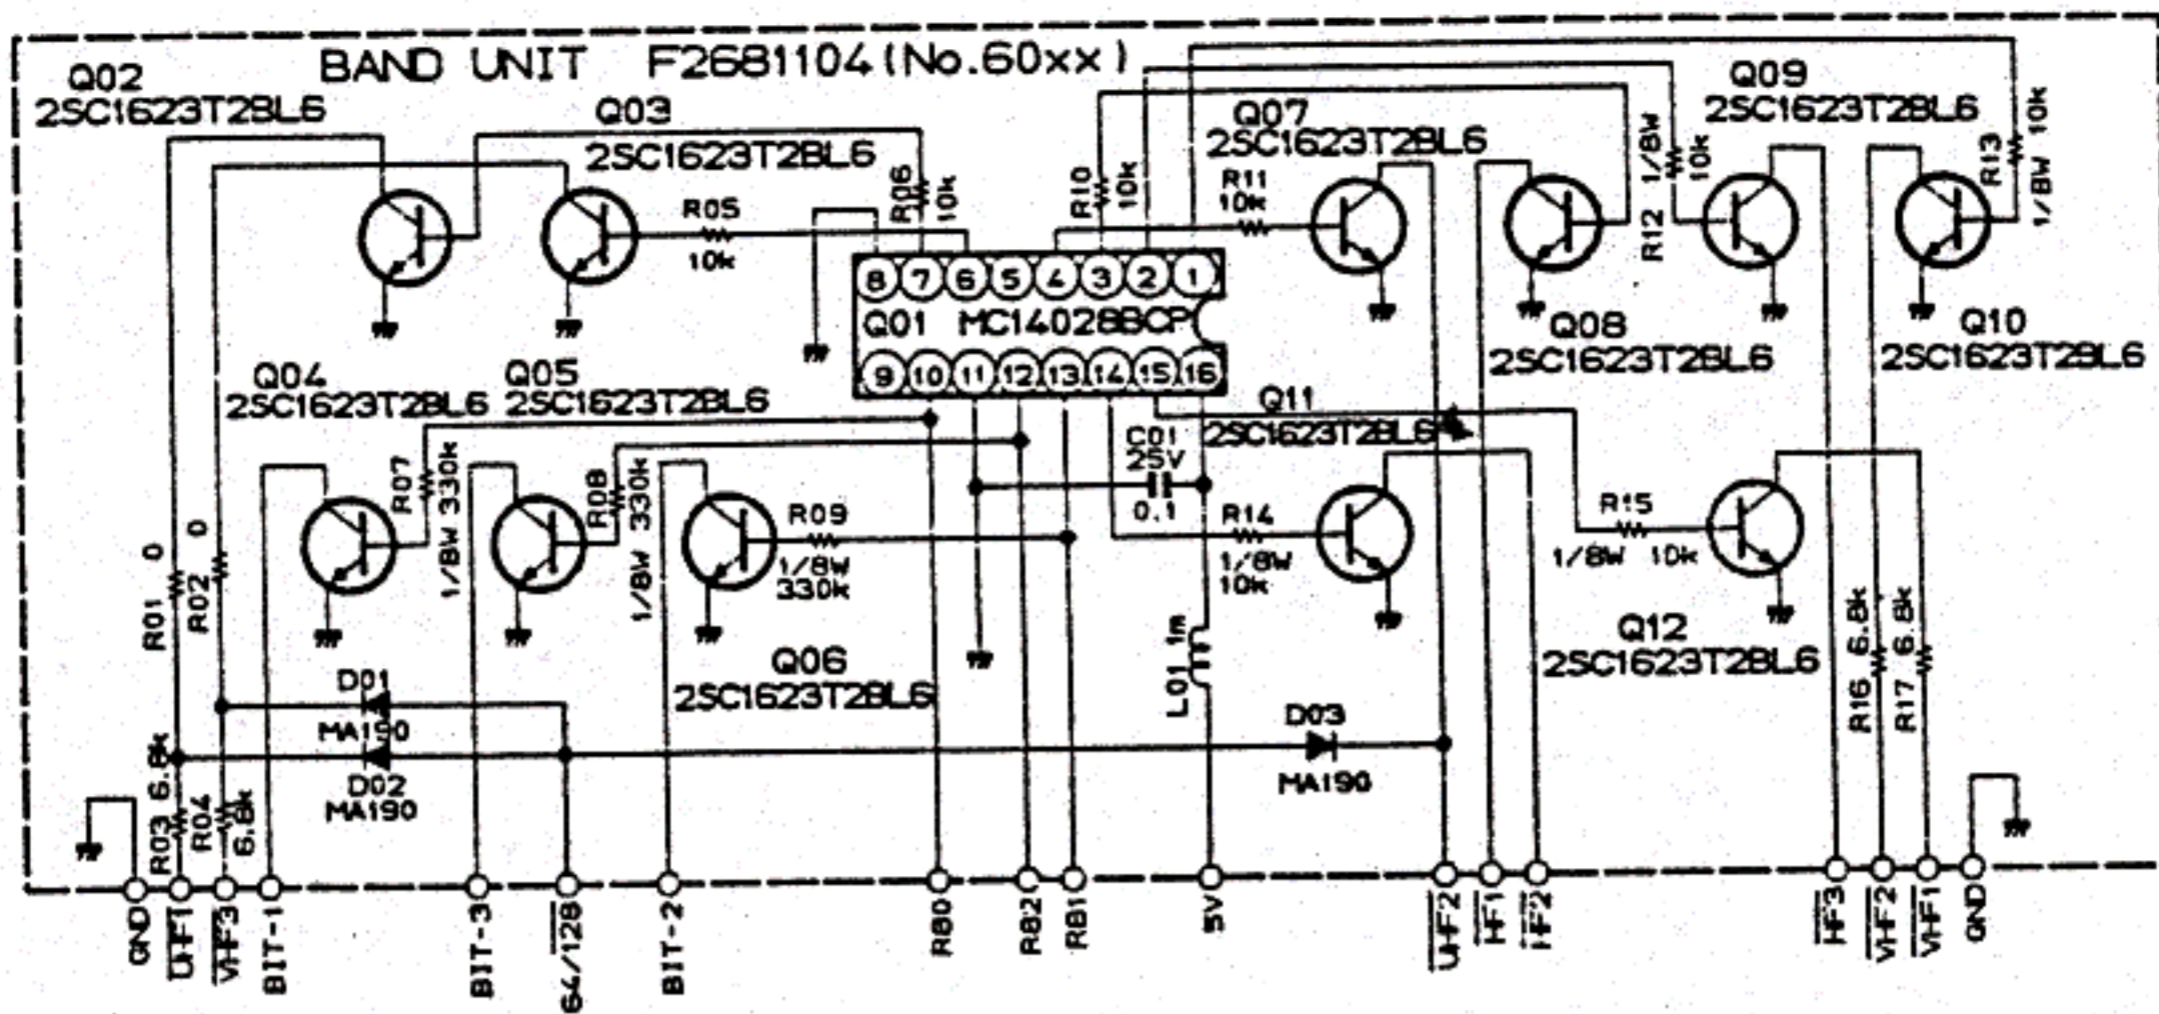 BAND UNIT F2681104(No.60xx)
Q02
2SC1623T2BL6
Q03
2SC1623T2BL6
Q07
2SC1623T2BL6
Q09
2SC1623T2BL6
R05
10k
R06
10k
R10
10k
R11
10k
R12
1/8W
10k
R13
1/8W 10k
8 7 6 5 4 3 2 1
Q01 MC14028BCP
9 10 11 12 13 14 15 16
Q08
2SC1623T2BL6
Q10
2SC1623T2BL6
Q04
2SC1623T2BL6
Q05
2SC1623T2BL6
Q11
2SC1623T2BL6
C01
25V
0.1
R07
1/8W 330k
R08
1/8W 330k
R09
1/8W
330k
R14
1/8W
10k
R15
1/8W 10k
R01 0
R02 0
Q06
2SC1623T2BL6
L01 1m
Q12
2SC1623T2BL6
R16 6.8k
R17 6.8k
D01
MA190
D02
MA190
D03
MA190
R03 6.8k
R04
6.8k
GND
UHF1
VHF3
BIT-1
BIT-3
64/128
BIT-2
RB0
RB2
RB1
5V
UHF2
HF1
HF2
HF3
VHF2
VHF1
GND